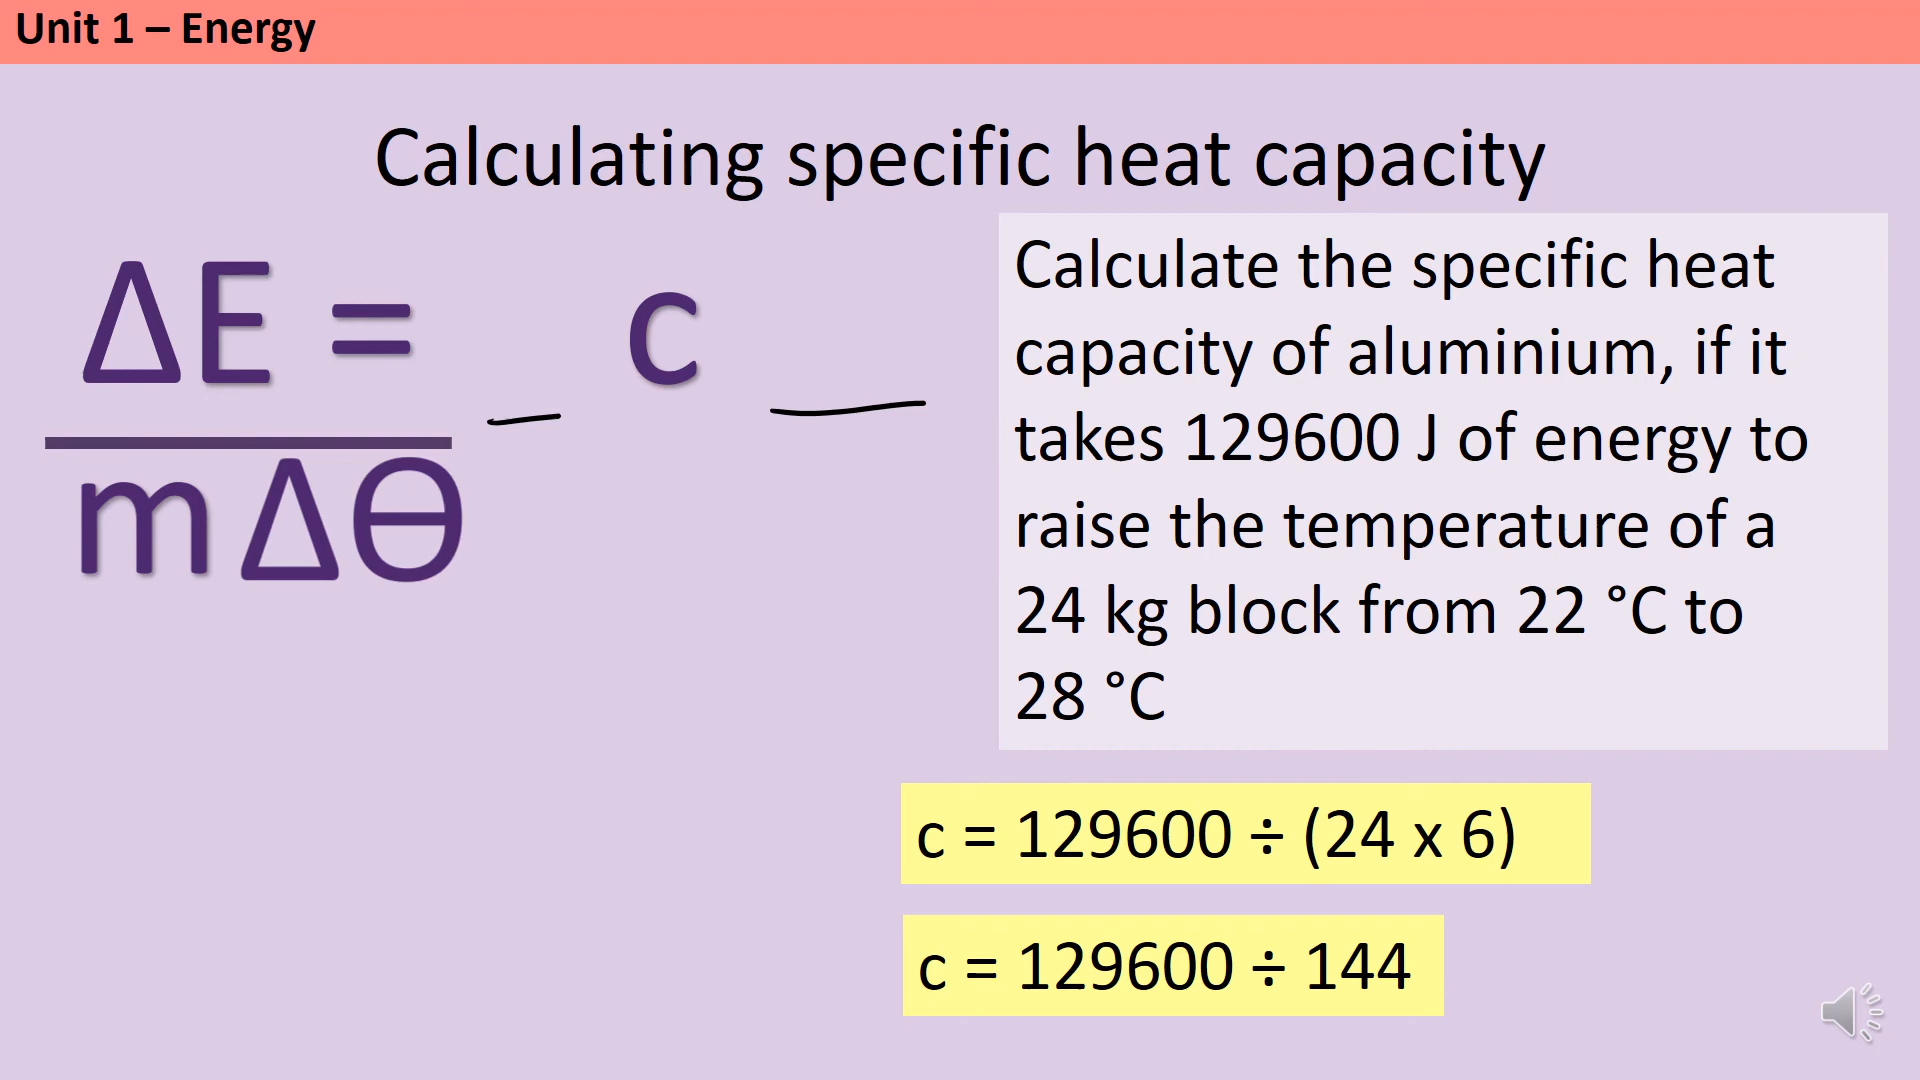 Unit 1 – Energy
Calculating specific heat capacity
ΔE = c
mΔΘ
Calculate the specific heat
capacity of aluminium, if it
takes 129600 J of energy to
raise the temperature of a
24 kg block from 22 °C to
28 °C
c = 129600 ÷ (24 x 6)
c = 129600 ÷ 144